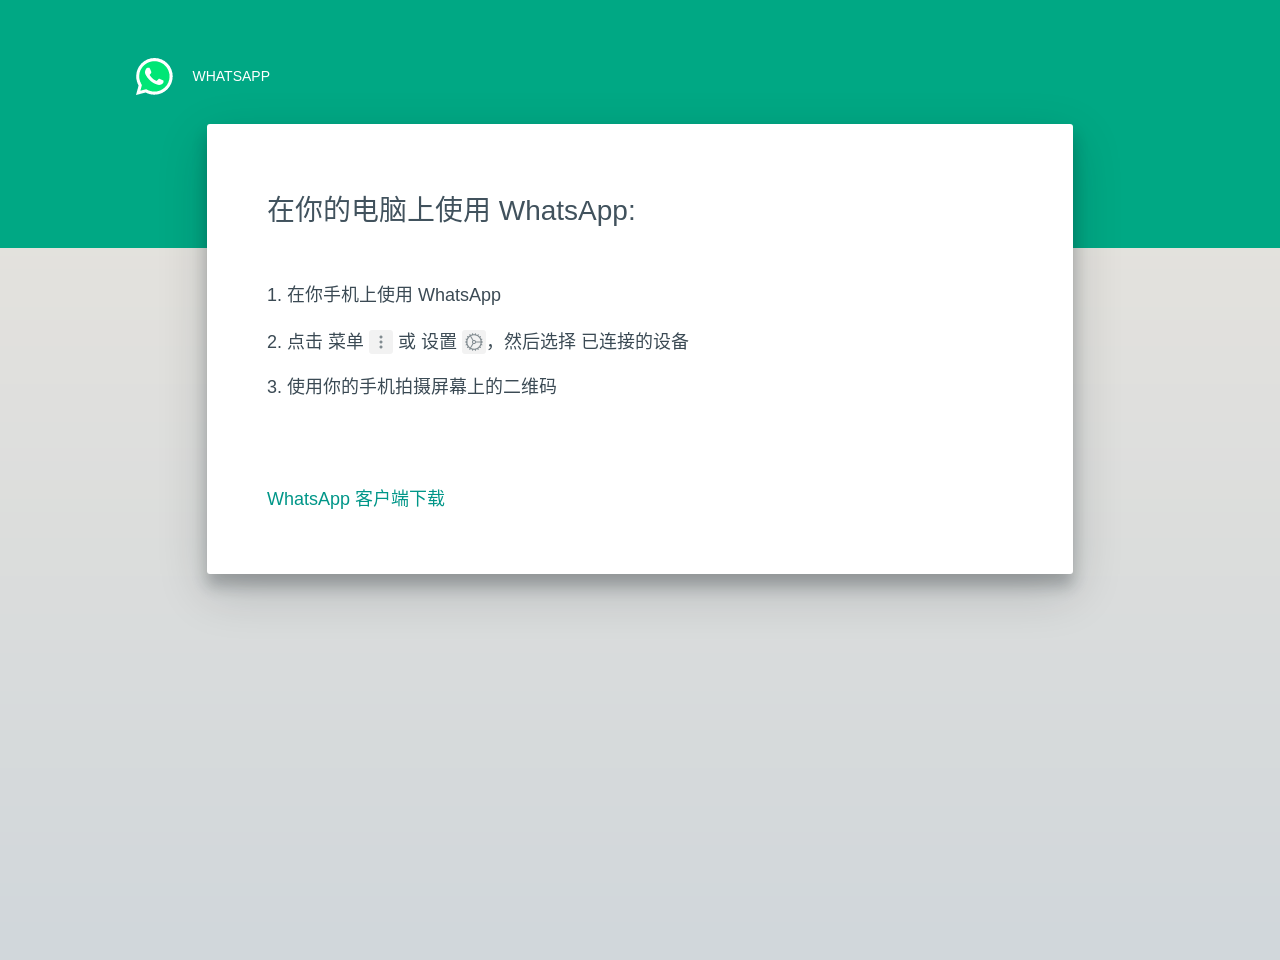 WHATSAPP
在你的电脑上使用 WhatsApp:
1. 在你手机上使用 WhatsApp
2. 点击 菜单 或 设置 ，然后选择 已连接的设备
3. 使用你的手机拍摄屏幕上的二维码
WhatsApp 客户端下载